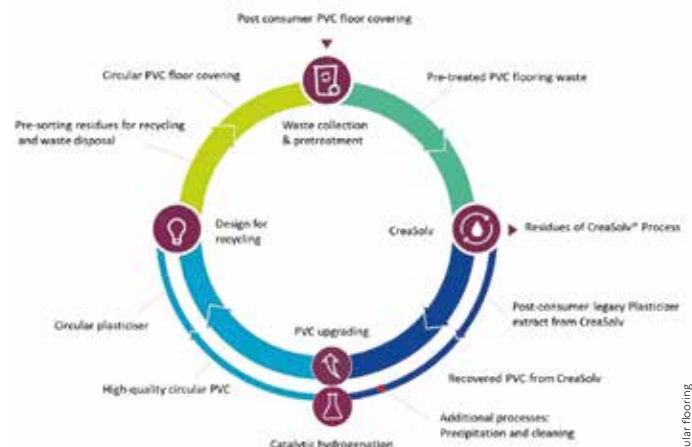 Post consumer PVC floor covering
Circular PVC floor covering
Pre-treated PVC flooring waste
Pre-sorting residues for recycling
and waste disposal
Waste collection
& pretreatment
Design for
recycling
CreaSolv
Residues of CreaSolv® Process
Circular plasticiser
PVC upgrading
Post-consumer legacy Plasticizer
extract from CreaSolv
High-quality circular PVC
Recovered PVC from CreaSolv
Additional processes:
Precipitation and cleaning
Catalytic hydrogenation
ular flooring